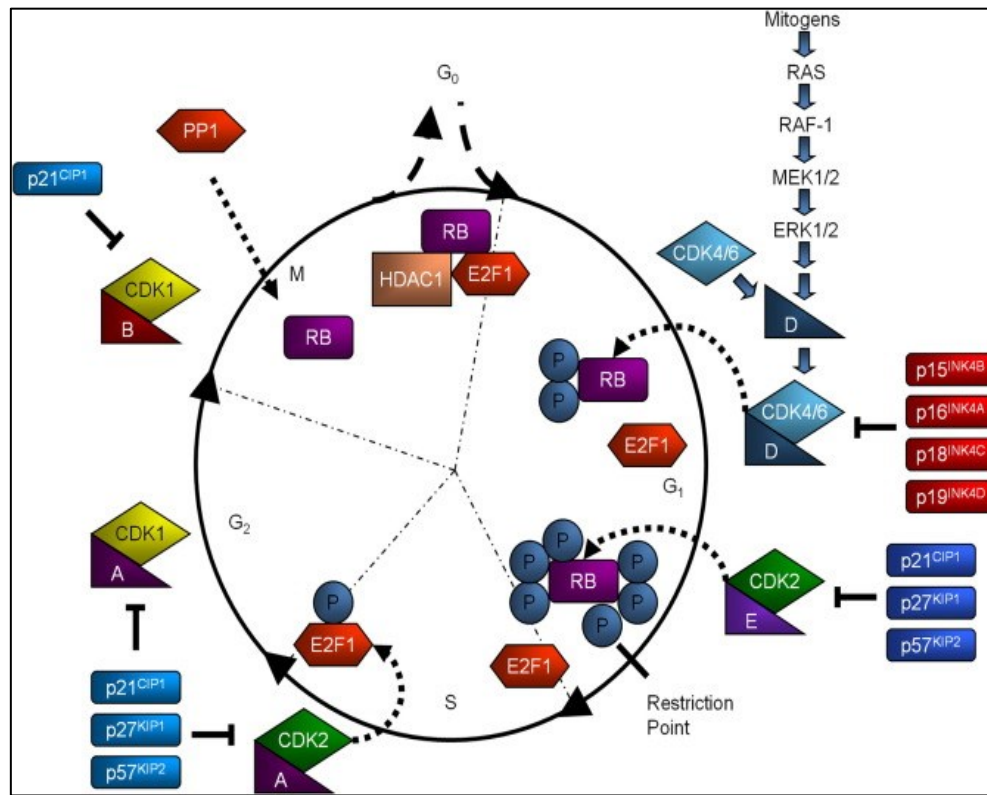 Mitogens
G₀
RAS
PP1
RAF-1
p21CIP1
MEK1/2
RB
ERK1/2
M
HDAC1
E2F1
CDK4/6
CDK1
B
RB
D
P
RB
P
p15INK4B
CDK4/6
p16INK4A
D
E2F1
p18INK4C
G₁
p19INK4D
G₂
CDK1
A
P
P
P
RB
P
P
P
P
CDK2
E
p21CIP1
p27KIP1
p57KIP2
P
E2F1
E2F1
p21CIP1
p27KIP1
p57KIP2
S
Restriction
Point
CDK2
A